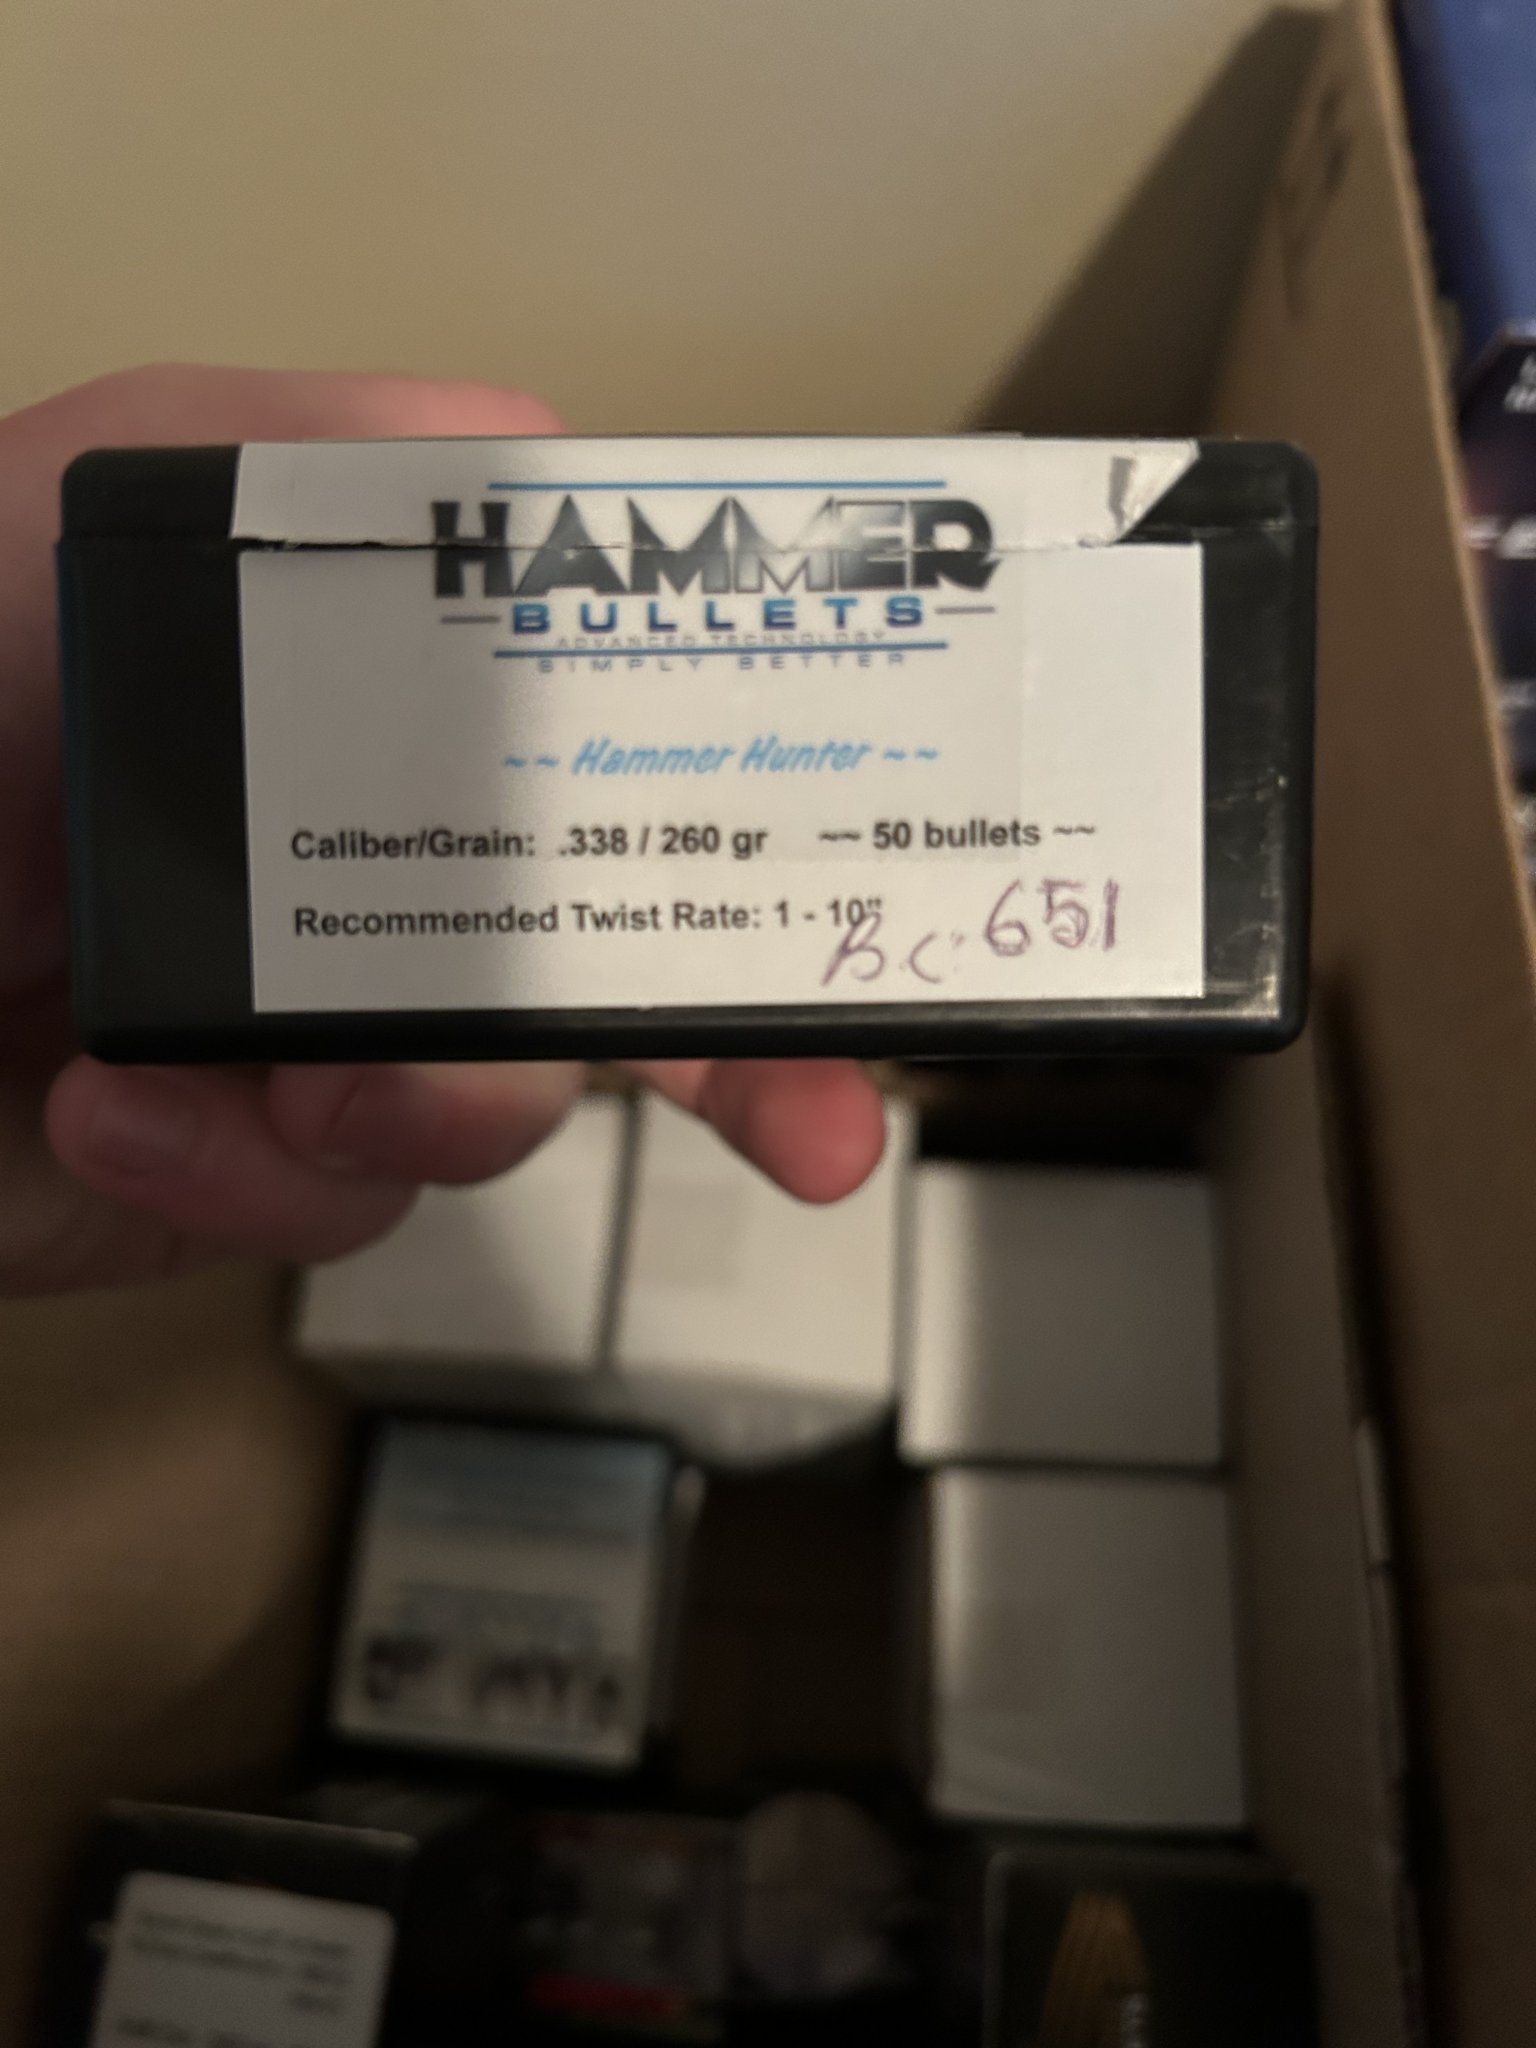 HAMMER
BULLETS
ADVANCED TECHNOLOGY
SIMPLY BETTER
~~ Hammer Hunter ~~
Caliber/Grain: .338 / 260 gr ~~ 50 bullets ~~
Recommended Twist Rate: 1 - 10"
B.C. 651